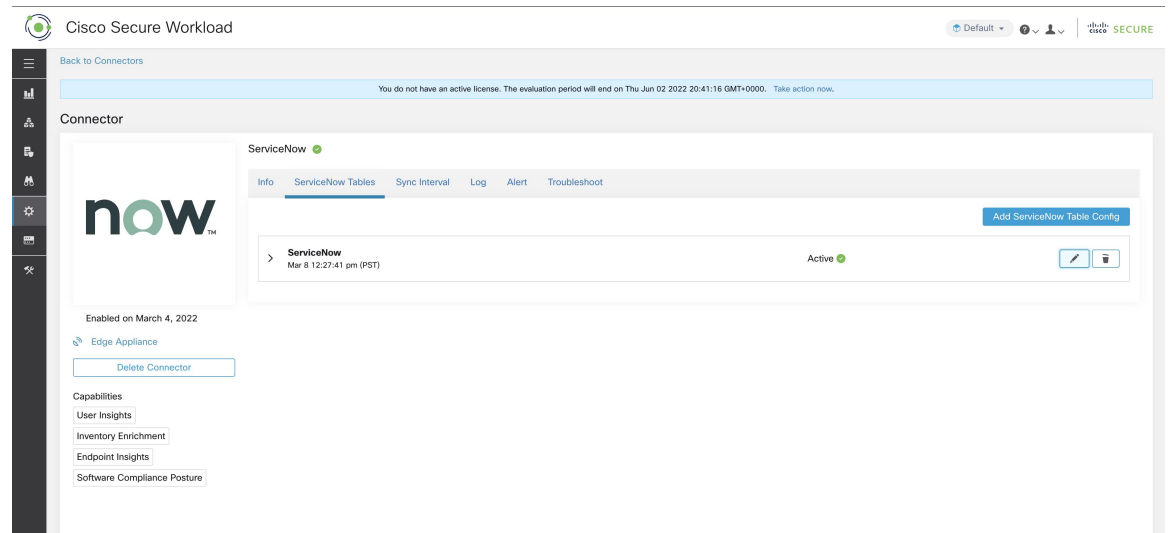 Cisco Secure Workload
Default
cisco SECURE
Back to Connectors
You do not have an active license. The evaluation period will end on Thu Jun 02 2022 20:41:16 GMT+0000. Take action now.
Connector
now™
ServiceNow
Info ServiceNow Tables Sync Interval Log Alert Troubleshoot
Add ServiceNow Table Config
ServiceNow
Mar 8 12:27:41 pm (PST)
Active
Enabled on March 4, 2022
Edge Appliance
Delete Connector
Capabilities
User Insights
Inventory Enrichment
Endpoint Insights
Software Compliance Posture